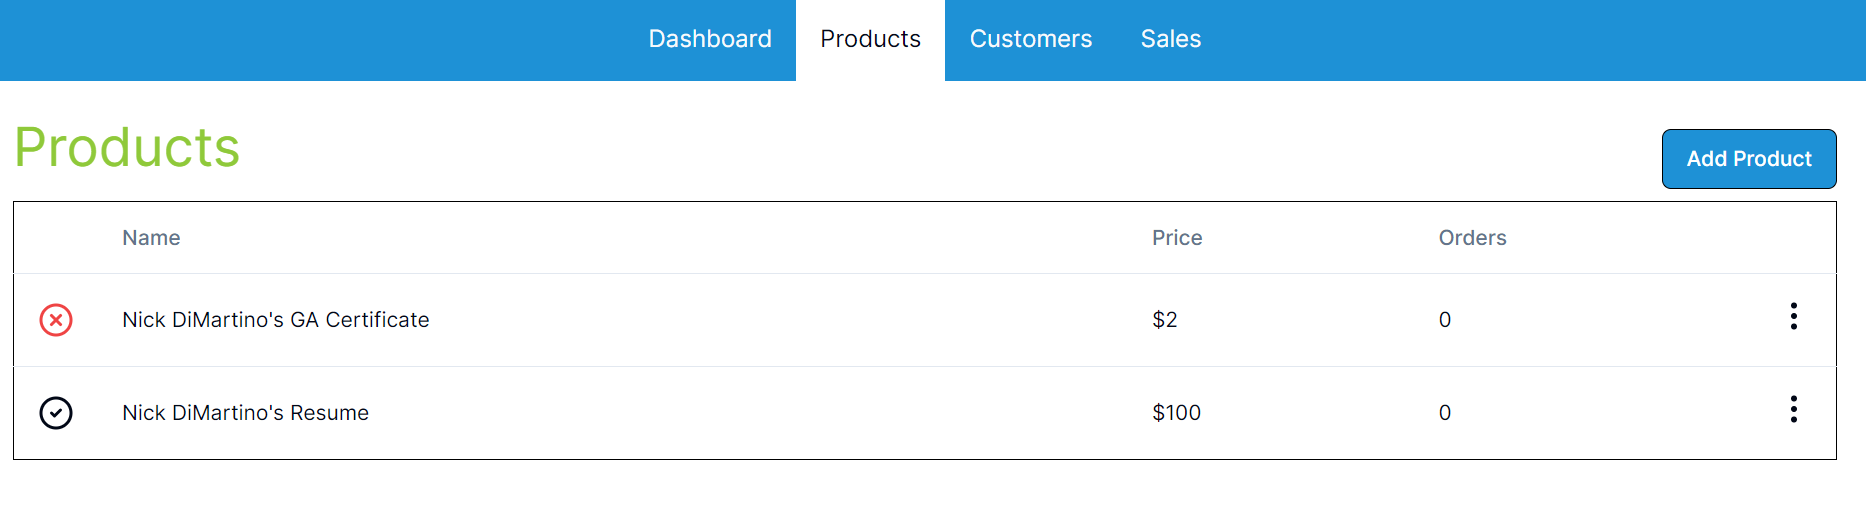 Dashboard Products Customers Sales
Products
Add Product
Name Price Orders
Nick DiMartino's GA Certificate $2 0
Nick DiMartino's Resume $100 0